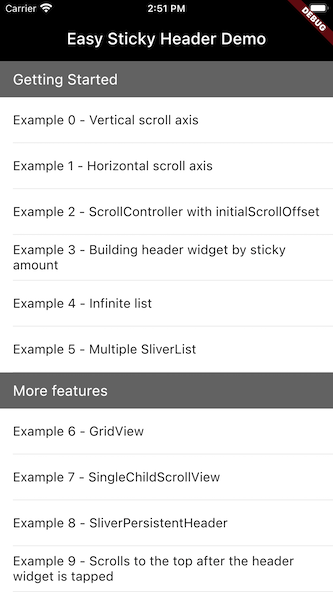 Carrier 2:51 PM
DEBUG
Easy Sticky Header Demo
Getting Started
Example 0 - Vertical scroll axis
Example 1 - Horizontal scroll axis
Example 2 - ScrollController with initialScrollOffset
Example 3 - Building header widget by sticky
amount
Example 4 - Infinite list
Example 5 - Multiple SliverList
More features
Example 6 - GridView
Example 7 - SingleChildScrollView
Example 8 - SliverPersistentHeader
Example 9 - Scrolls to the top after the header
widget is tapped